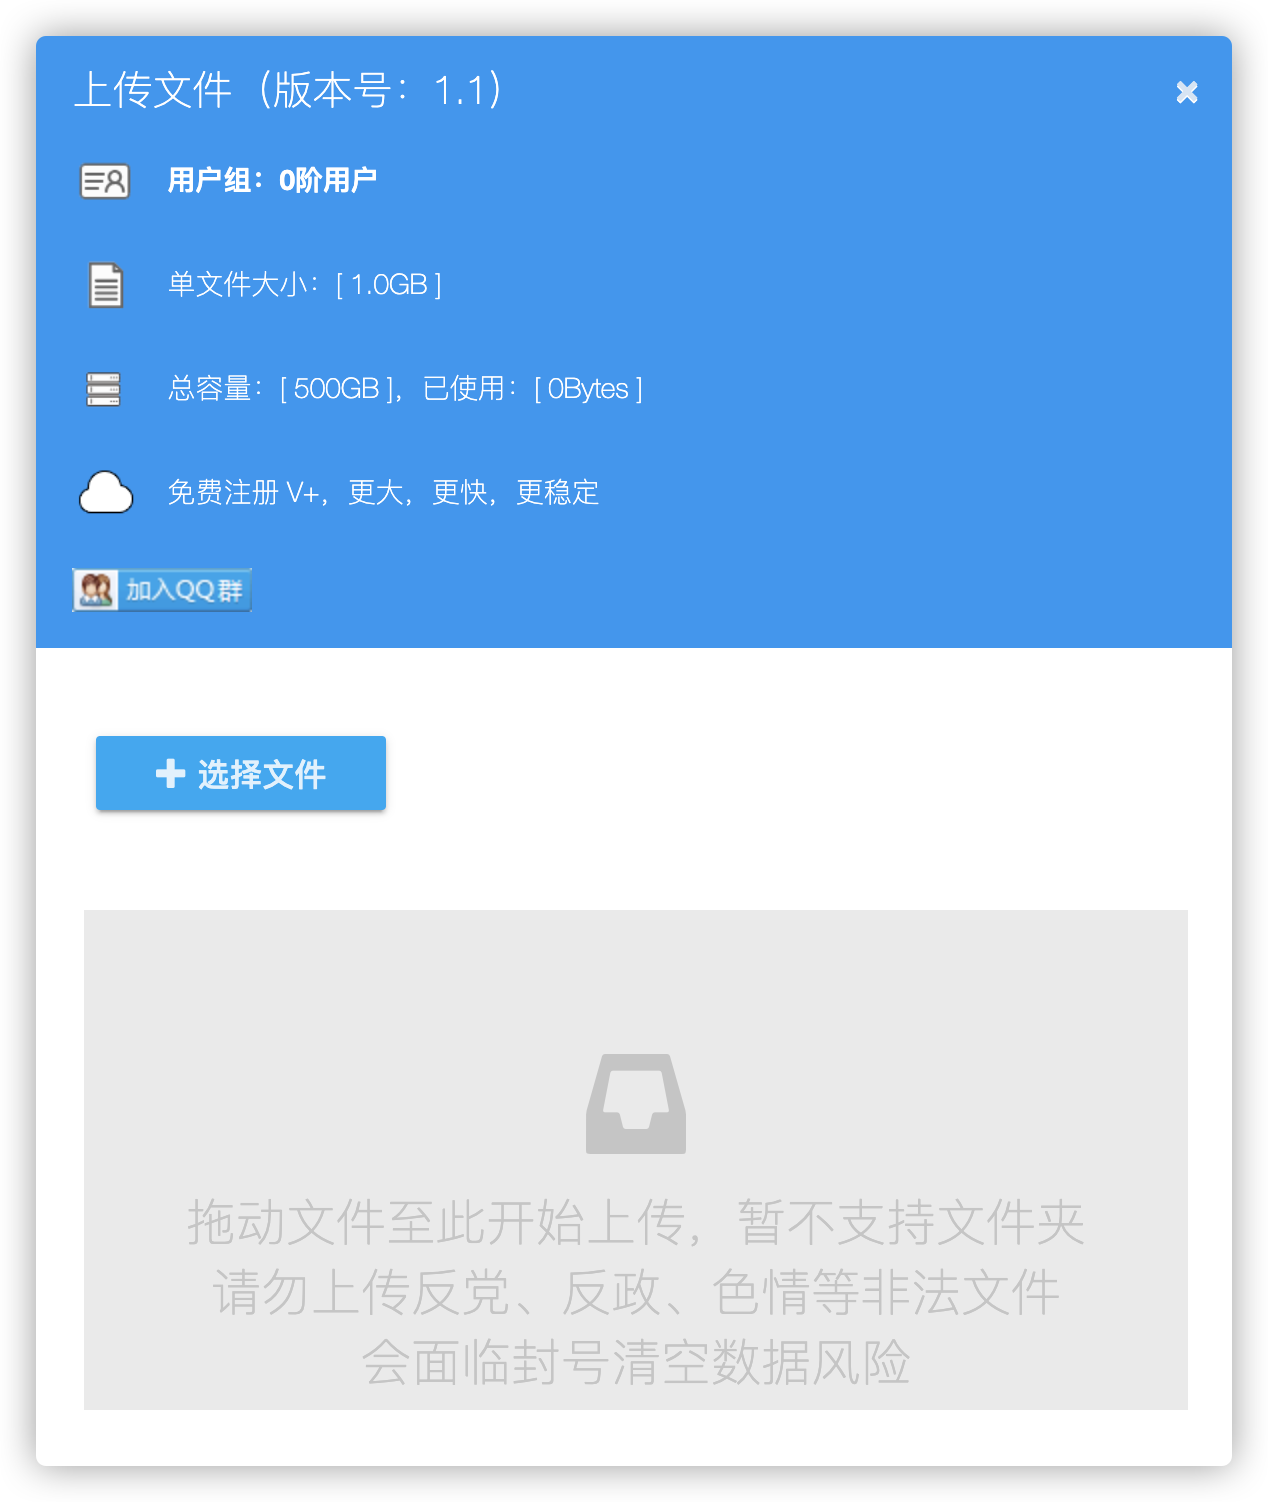 上传文件（版本号：1.1）
用户组：0阶用户
单文件大小：[ 1.0GB ]
总容量：[ 500GB ]，已使用：[ 0Bytes ]
免费注册 V+，更大，更快，更稳定
加入QQ群
选择文件
拖动文件至此开始上传，暂不支持文件夹
请勿上传反党、反政、色情等非法文件
会面临封号清空数据风险